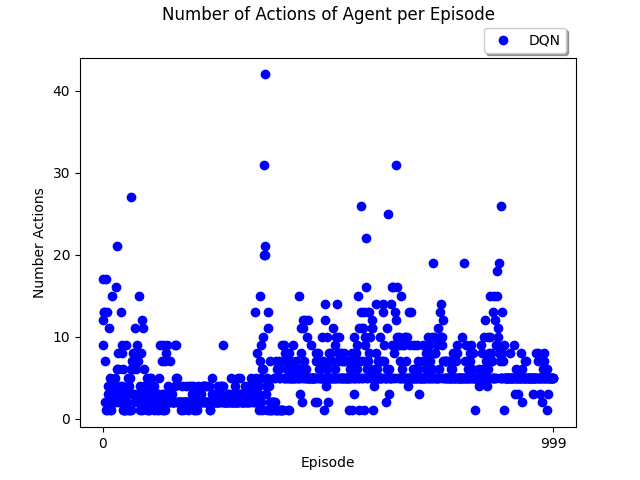 Number of Actions of Agent per Episode
DQN
40
30
20
10
0
Number Actions
0 999
Episode